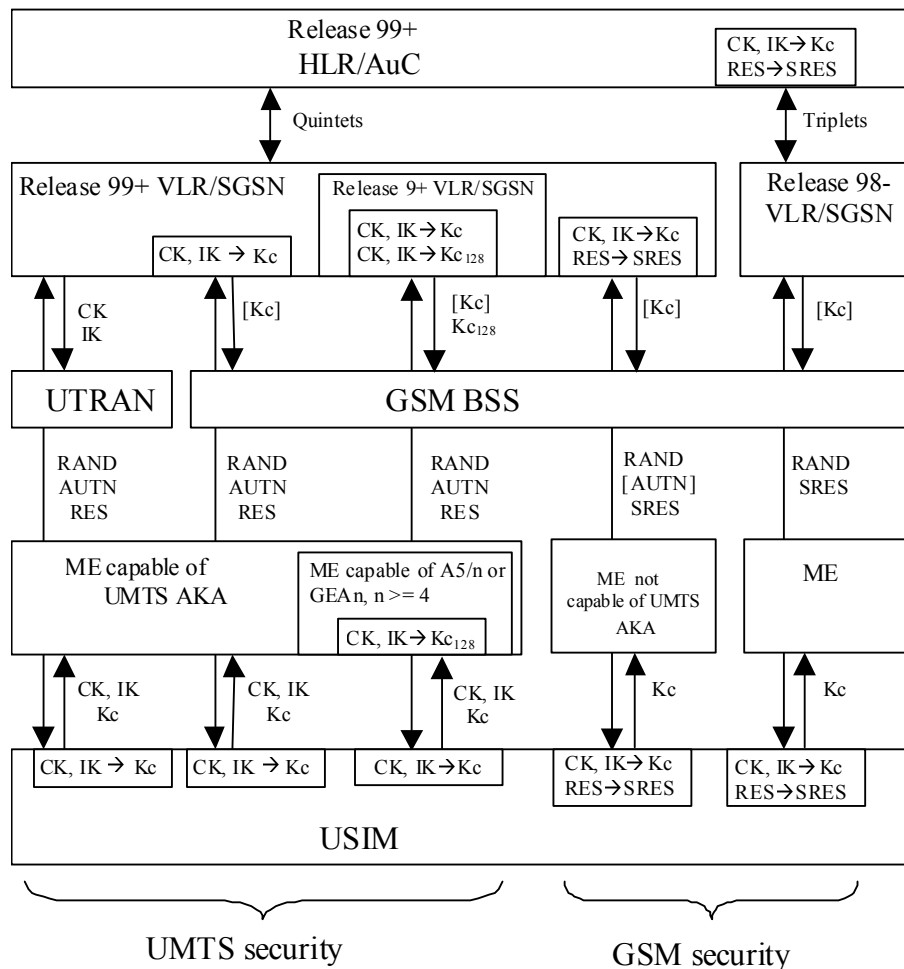 Release 99+
HLR/AuC
CK, IK→Kc
RES→SRES
Quintets
Triplets
Release 99+ VLR/SGSN
Release 9+ VLR/SGSN
CK, IK→Kc
CK, IK→Kc128
CK, IK → Kc
CK, IK→Kc
RES→SRES
Release 98-
VLR/SGSN
CK
IK
[Kc]
[Kc]
Kc128
[Kc]
[Kc]
UTRAN
GSM BSS
RAND
AUTN
RES
RAND
AUTN
RES
RAND
AUTN
RES
RAND
[AUTN]
SRES
RAND
SRES
ME capable of
UMTS AKA
ME capable of A5/n or
GEAn, n >= 4
CK, IK→Kc128
ME not
capable of UMTS
AKA
ME
CK, IK
Kc
CK, IK
Kc
CK, IK
Kc
Kc
Kc
CK, IK → Kc
CK, IK → Kc
CK, IK→Kc
CK, IK→Kc
RES→SRES
CK, IK→Kc
RES→SRES
USIM
UMTS security
GSM security